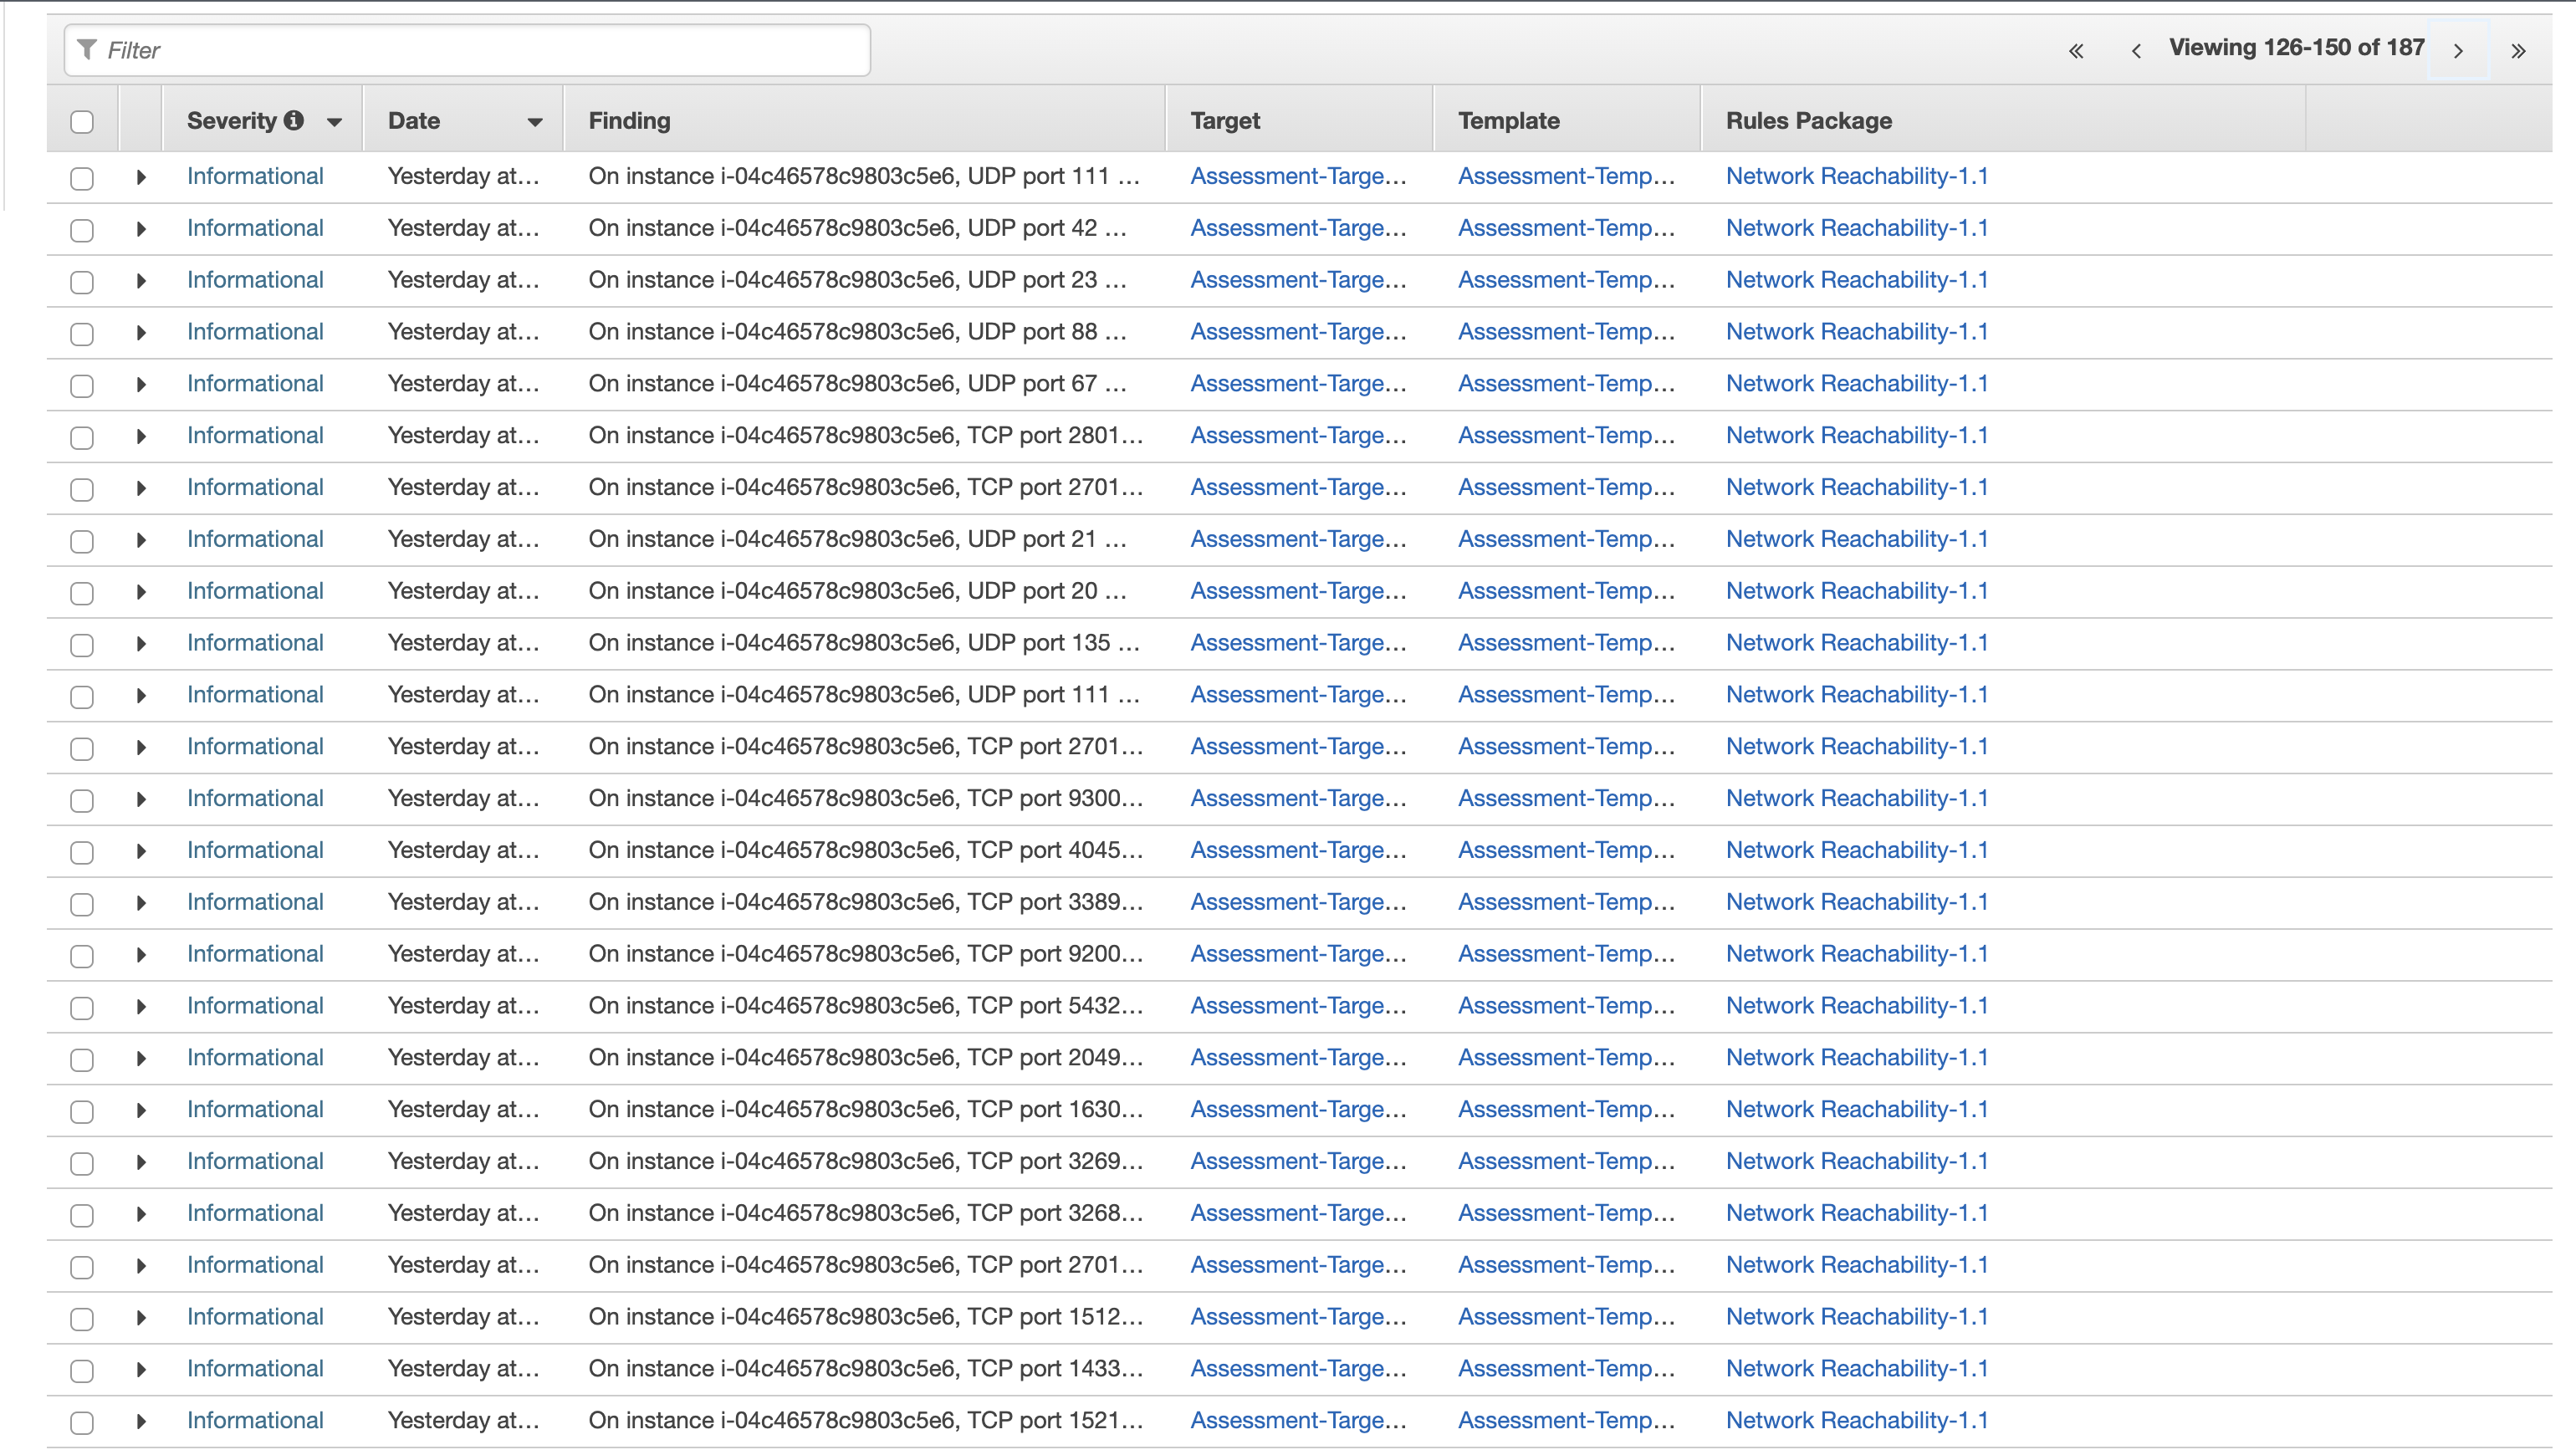 Filter « ‹ Viewing 126-150 of 187 › »
Severity Date Finding Target Template Rules Package
Informational Yesterday at... On instance i-04c46578c9803c5e6, UDP port 111 ... Assessment-Targe... Assessment-Temp... Network Reachability-1.1
Informational Yesterday at... On instance i-04c46578c9803c5e6, UDP port 42 ... Assessment-Targe... Assessment-Temp... Network Reachability-1.1
Informational Yesterday at... On instance i-04c46578c9803c5e6, UDP port 23 ... Assessment-Targe... Assessment-Temp... Network Reachability-1.1
Informational Yesterday at... On instance i-04c46578c9803c5e6, UDP port 88 ... Assessment-Targe... Assessment-Temp... Network Reachability-1.1
Informational Yesterday at... On instance i-04c46578c9803c5e6, UDP port 67 ... Assessment-Targe... Assessment-Temp... Network Reachability-1.1
Informational Yesterday at... On instance i-04c46578c9803c5e6, TCP port 2801... Assessment-Targe... Assessment-Temp... Network Reachability-1.1
Informational Yesterday at... On instance i-04c46578c9803c5e6, TCP port 2701... Assessment-Targe... Assessment-Temp... Network Reachability-1.1
Informational Yesterday at... On instance i-04c46578c9803c5e6, UDP port 21 ... Assessment-Targe... Assessment-Temp... Network Reachability-1.1
Informational Yesterday at... On instance i-04c46578c9803c5e6, UDP port 20 ... Assessment-Targe... Assessment-Temp... Network Reachability-1.1
Informational Yesterday at... On instance i-04c46578c9803c5e6, UDP port 135 ... Assessment-Targe... Assessment-Temp... Network Reachability-1.1
Informational Yesterday at... On instance i-04c46578c9803c5e6, UDP port 111 ... Assessment-Targe... Assessment-Temp... Network Reachability-1.1
Informational Yesterday at... On instance i-04c46578c9803c5e6, TCP port 2701... Assessment-Targe... Assessment-Temp... Network Reachability-1.1
Informational Yesterday at... On instance i-04c46578c9803c5e6, TCP port 9300... Assessment-Targe... Assessment-Temp... Network Reachability-1.1
Informational Yesterday at... On instance i-04c46578c9803c5e6, TCP port 4045... Assessment-Targe... Assessment-Temp... Network Reachability-1.1
Informational Yesterday at... On instance i-04c46578c9803c5e6, TCP port 3389... Assessment-Targe... Assessment-Temp... Network Reachability-1.1
Informational Yesterday at... On instance i-04c46578c9803c5e6, TCP port 9200... Assessment-Targe... Assessment-Temp... Network Reachability-1.1
Informational Yesterday at... On instance i-04c46578c9803c5e6, TCP port 5432... Assessment-Targe... Assessment-Temp... Network Reachability-1.1
Informational Yesterday at... On instance i-04c46578c9803c5e6, TCP port 2049... Assessment-Targe... Assessment-Temp... Network Reachability-1.1
Informational Yesterday at... On instance i-04c46578c9803c5e6, TCP port 1630... Assessment-Targe... Assessment-Temp... Network Reachability-1.1
Informational Yesterday at... On instance i-04c46578c9803c5e6, TCP port 3269... Assessment-Targe... Assessment-Temp... Network Reachability-1.1
Informational Yesterday at... On instance i-04c46578c9803c5e6, TCP port 3268... Assessment-Targe... Assessment-Temp... Network Reachability-1.1
Informational Yesterday at... On instance i-04c46578c9803c5e6, TCP port 2701... Assessment-Targe... Assessment-Temp... Network Reachability-1.1
Informational Yesterday at... On instance i-04c46578c9803c5e6, TCP port 1512... Assessment-Targe... Assessment-Temp... Network Reachability-1.1
Informational Yesterday at... On instance i-04c46578c9803c5e6, TCP port 1433... Assessment-Targe... Assessment-Temp... Network Reachability-1.1
Informational Yesterday at... On instance i-04c46578c9803c5e6, TCP port 1521... Assessment-Targe... Assessment-Temp... Network Reachability-1.1